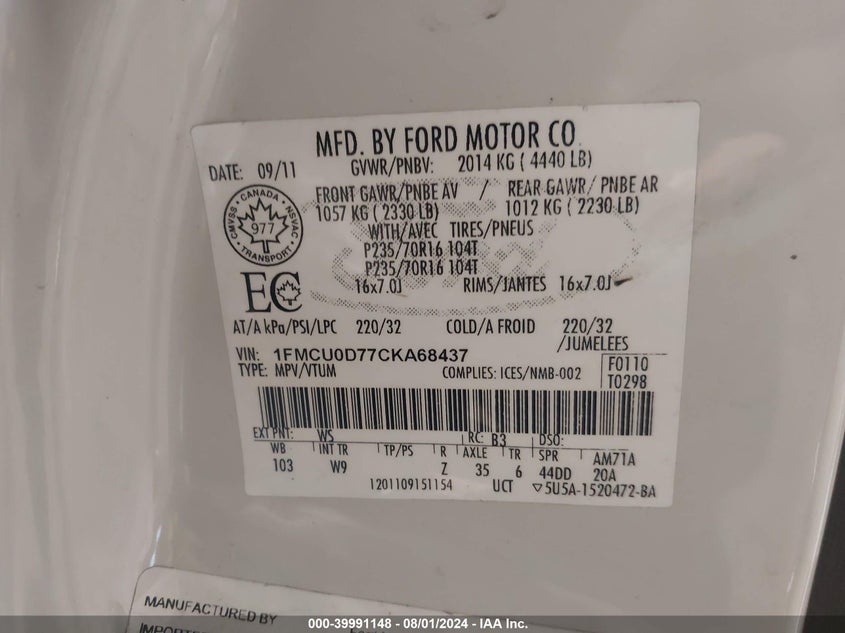 MFD. BY FORD MOTOR CO.
DATE: 09/11 GVWR/PNBV: 2014 KG ( 4440 LB)
FRONT GAWR/PNBE AV / REAR GAWR/ PNBE AR
1057 KG ( 2330 LB) 1012 KG ( 2230 LB)
WITH/AVEC TIRES/PNEUS
P235/70R16 104T
P235/70R16 104T
16x7.0J RIMS/JANTES 16x7.0J
CANADA
CMVSS NSVAC
977
TRANSPORT
EC
AT/A kPa/PSI/LPC 220/32 COLD/A FROID 220/32
/JUMELEES
VIN: 1FMCU0D77CKA68437
TYPE: MPV/VTUM COMPLIES: ICES/NMB-002
F0110
T0298
EXT PNT: WS RC: B3 DSO:
WB INT TR TP/PS R AXLE TR SPR AM71A
103 W9 Z 35 6 44DD 20A
1201109151154 UCT ▽5U5A-1520472-BA
MANUFACTURED BY
000-39991148 - 08/01/2024 - IAA Inc.